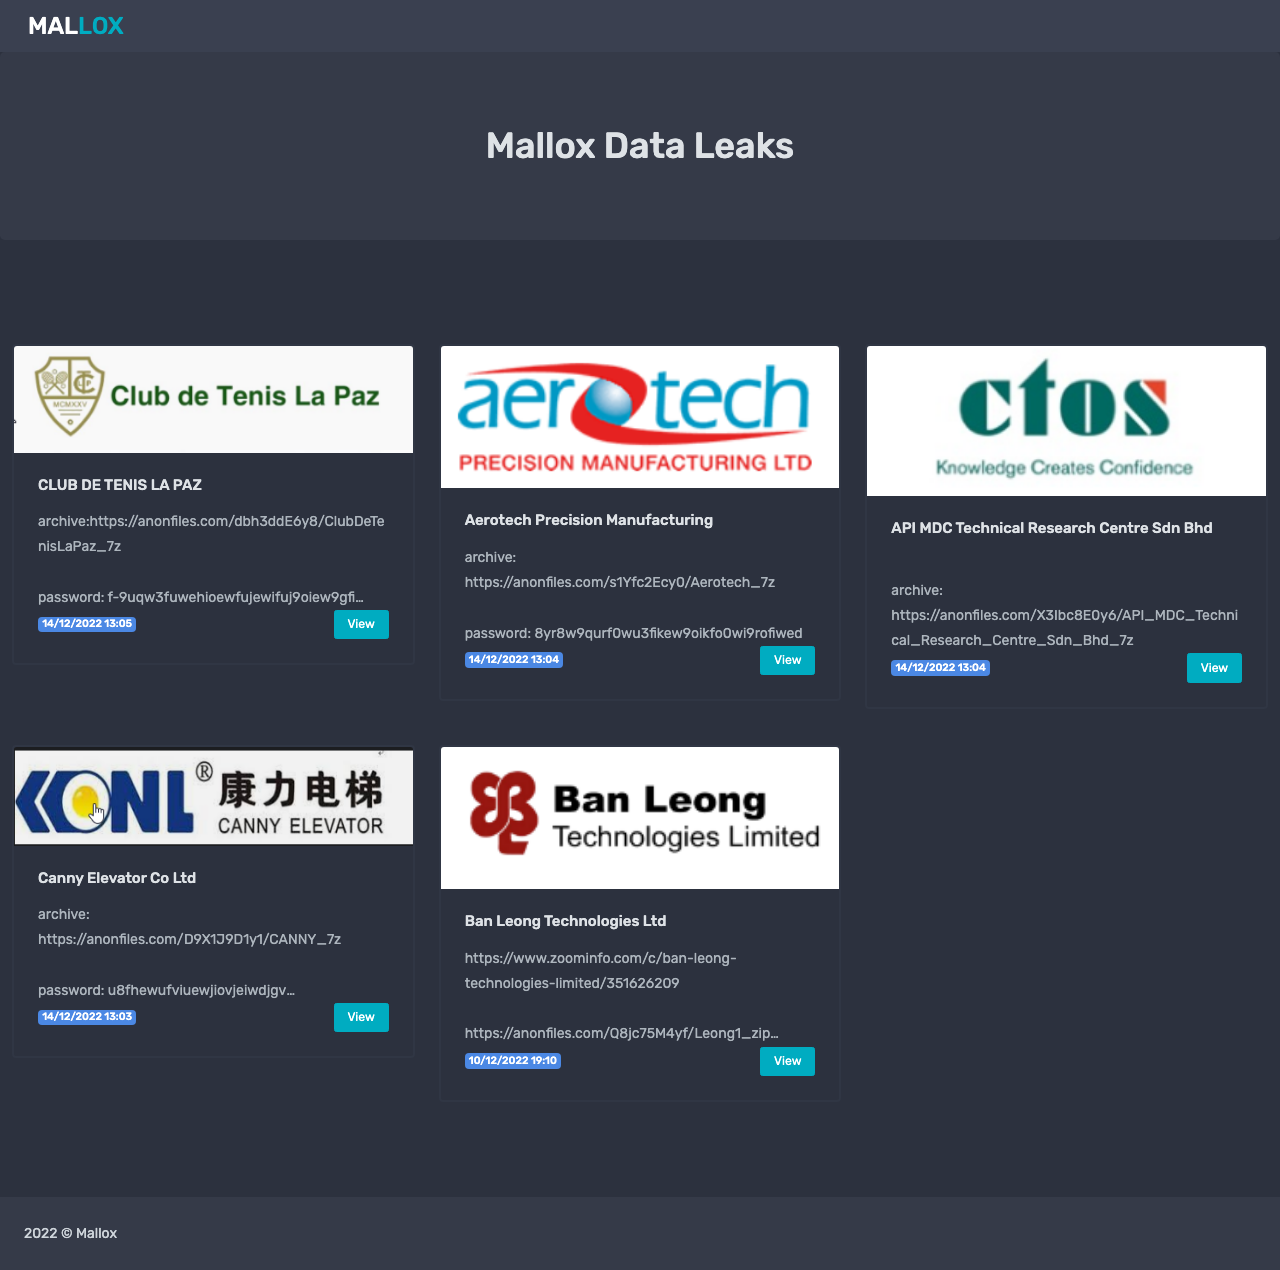 MALLOX
Mallox Data Leaks
Club de Tenis La Paz
MCMXXV
CLUB DE TENIS LA PAZ
archive:https://anonfiles.com/dbh3ddE6y8/ClubDeTe
nisLaPaz_7z
password: f-9uqw3fuwehioewfujewifuj9oiew9gfi...
14/12/2022 13:05
View
aerotech
PRECISION MANUFACTURING LTD
Aerotech Precision Manufacturing
archive:
https://anonfiles.com/s1Yfc2Ecy0/Aerotech_7z
password: 8yr8w9qurf0wu3fikew9oikfo0wi9rofiwed
14/12/2022 13:04
View
ctos
Knowledge Creates Confidence
API MDC Technical Research Centre Sdn Bhd
archive:
https://anonfiles.com/X3Ibc8E0y6/API_MDC_Techni
cal_Research_Centre_Sdn_Bhd_7z
14/12/2022 13:04
View
KONL® 康力电梯
CANNY ELEVATOR
Canny Elevator Co Ltd
archive:
https://anonfiles.com/D9X1J9D1y1/CANNY_7z
password: u8fhewufviuewjiovjeiwdjgv...
14/12/2022 13:03
View
Ban Leong
Technologies Limited
Ban Leong Technologies Ltd
https://www.zoominfo.com/c/ban-leong-
technologies-limited/351626209
https://anonfiles.com/Q8jc75M4yf/Leong1_zip...
10/12/2022 19:10
View
2022 © Mallox